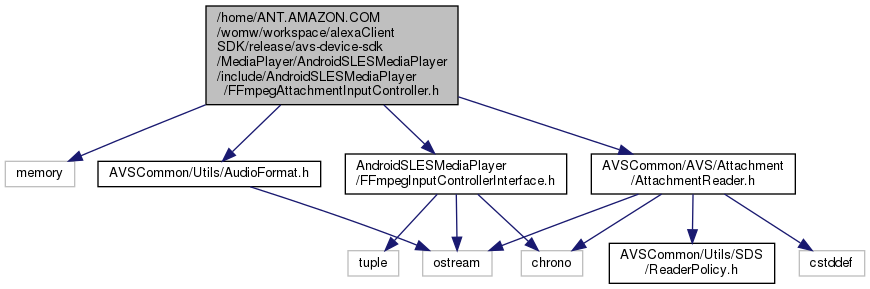 /home/ANT.AMAZON.COM
/womw/workspace/alexaClient
SDK/release/avs-device-sdk
/MediaPlayer/AndroidSLESMediaPlayer
/include/AndroidSLESMediaPlayer
/FFmpegAttachmentInputController.h
memory
AVSCommon/Utils/AudioFormat.h
AndroidSLESMediaPlayer
/FFmpegInputControllerInterface.h
AVSCommon/AVS/Attachment
/AttachmentReader.h
tuple
ostream
chrono
AVSCommon/Utils/SDS
/ReaderPolicy.h
cstddef